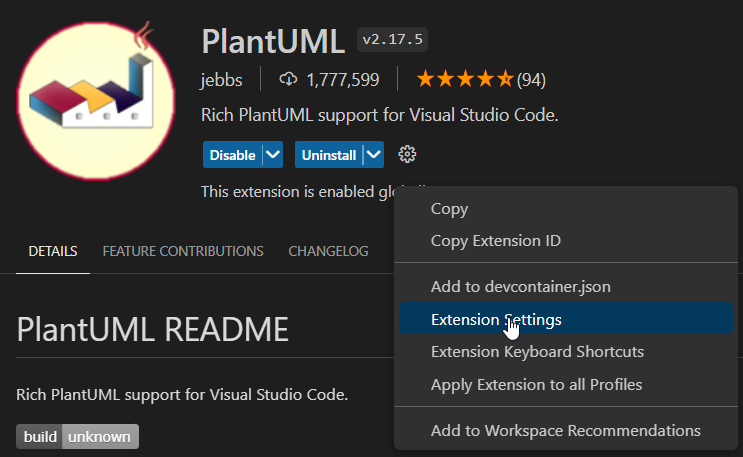 PlantUML v2.17.5
jebbs 1,777,599 (94)
Rich PlantUML support for Visual Studio Code.
Disable Uninstall
This extension is enabled
Copy
Copy Extension ID
Add to devcontainer.json
Extension Settings
Extension Keyboard Shortcuts
Apply Extension to all Profiles
Add to Workspace Recommendations
DETAILS FEATURE CONTRIBUTIONS CHANGELOG
PlantUML README
Rich PlantUML support for Visual Studio Code.
build unknown